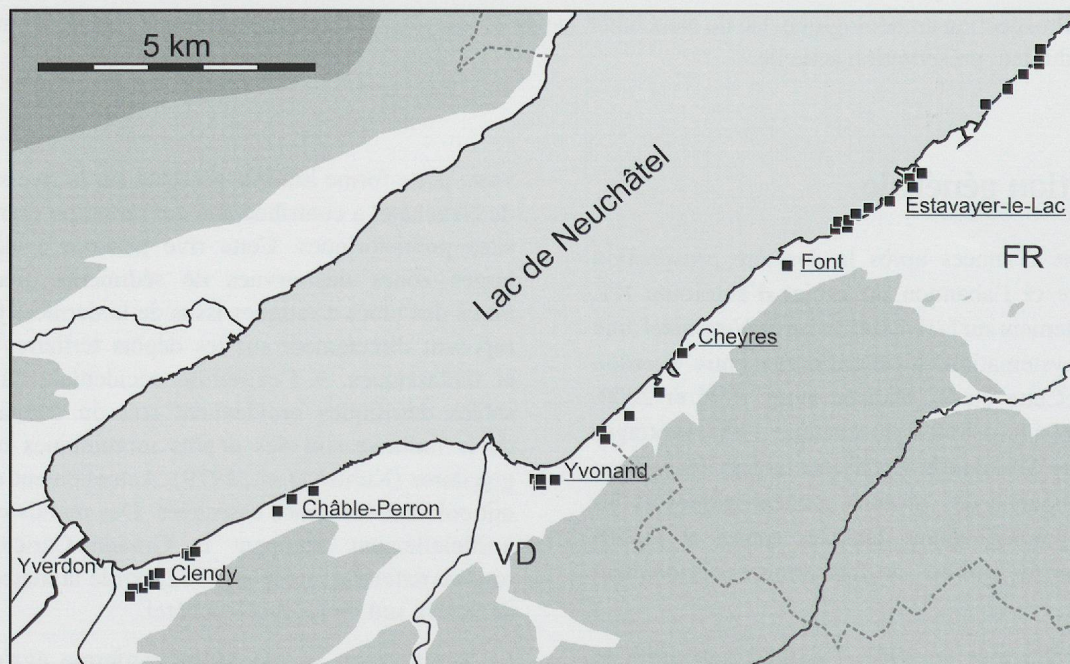 5 km
Lac de Neuchâtel
Estavayer-le-Lac
FR
Font
Cheyres
Yvonand
Châble-Perron
VD
Yverdon
Clendy